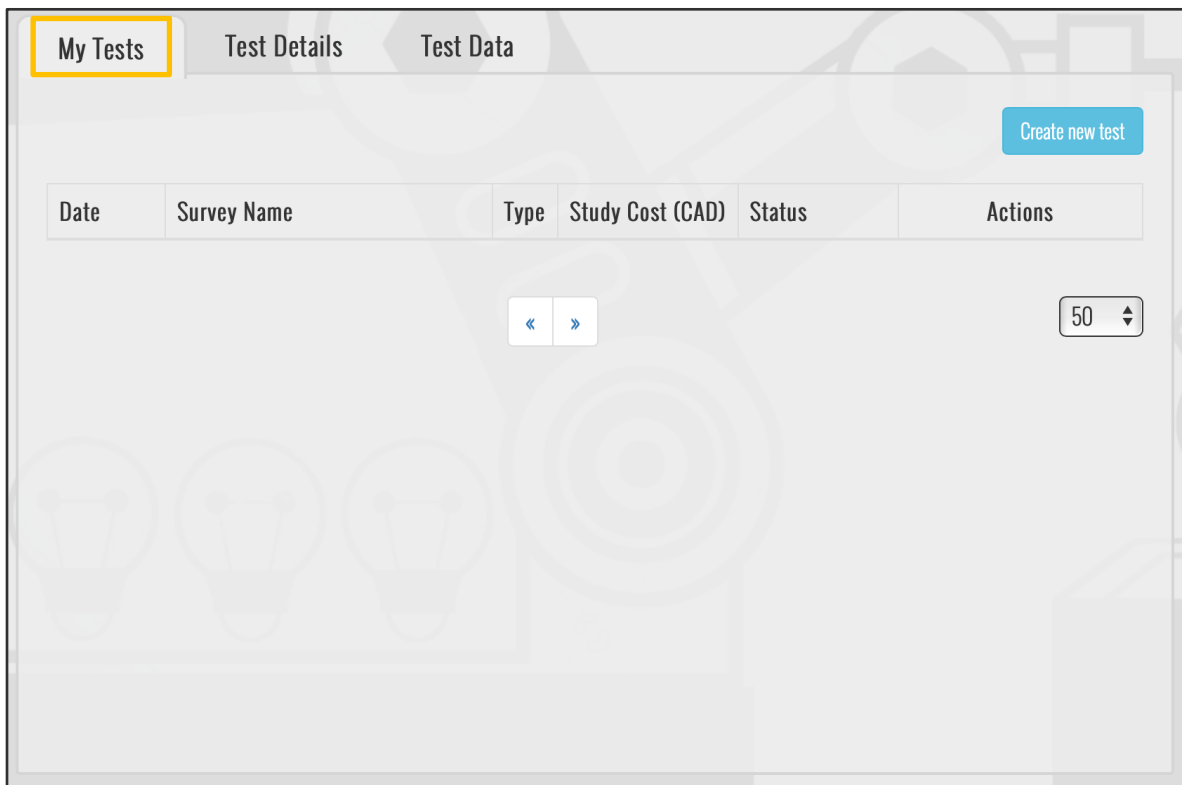 My Tests Test Details Test Data
Create new test
Date Survey Name Type Study Cost (CAD) Status Actions
« » 50